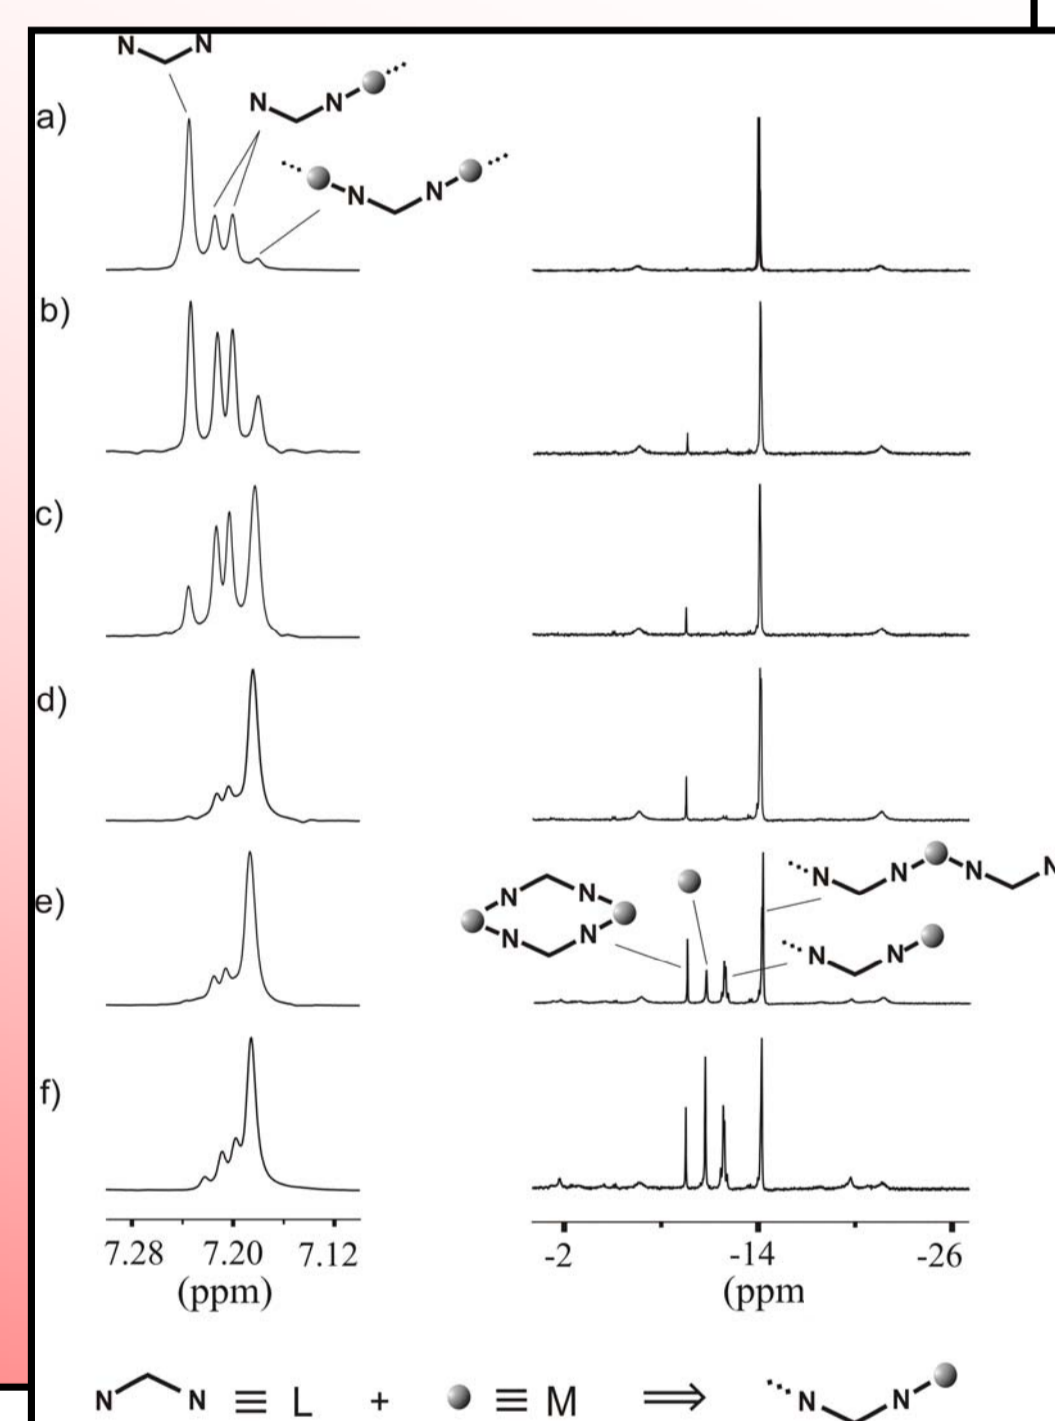 N N
a)
N N
N N
b)
c)
d)
e)
N N
N N
N N N N
N N
f)
7.28 7.20 7.12
(ppm)
-2 -14 -26
(ppm
N N ≡ L + ≡ M ⇒ N N